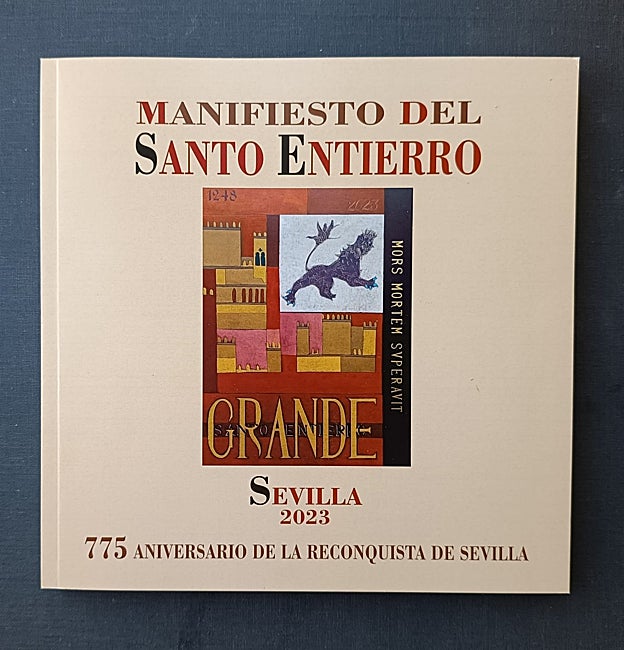 MANIFIESTO DEL
SANTO ENTIERRO
1248
2023
MORS MORTEM SVPERAVIT
GRANDE
SANTO ENTIERRO
SEVILLA
2023
775 ANIVERSARIO DE LA RECONQUISTA DE SEVILLA